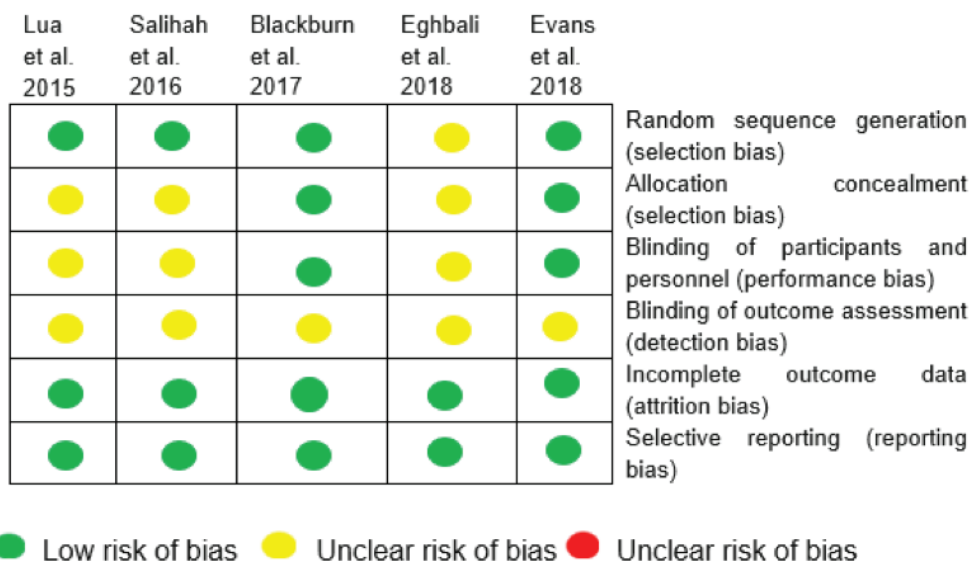 Lua et al. 2015
Salihah et al. 2016
Blackburn et al. 2017
Eghbali et al. 2018
Evans et al. 2018
Random sequence generation
(selection bias)
Allocation concealment
(selection bias)
Blinding of participants and
personnel (performance bias)
Blinding of outcome assessment
(detection bias)
Incomplete outcome data
(attrition bias)
Selective reporting (reporting
bias)
Low risk of bias
Unclear risk of bias
Unclear risk of bias